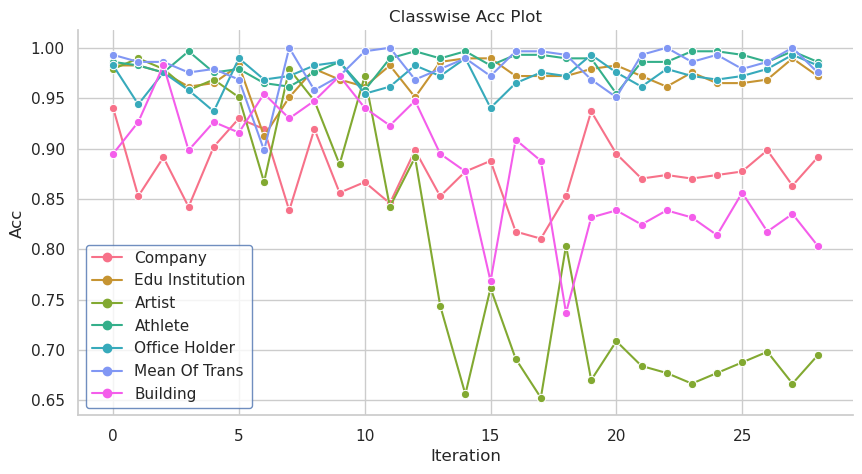 Classwise Acc Plot
1.00
0.95
0.90
0.85
0.80
0.75
0.70
0.65
Acc
Company
Edu Institution
Artist
Athlete
Office Holder
Mean Of Trans
Building
0 5 10 15 20 25
Iteration